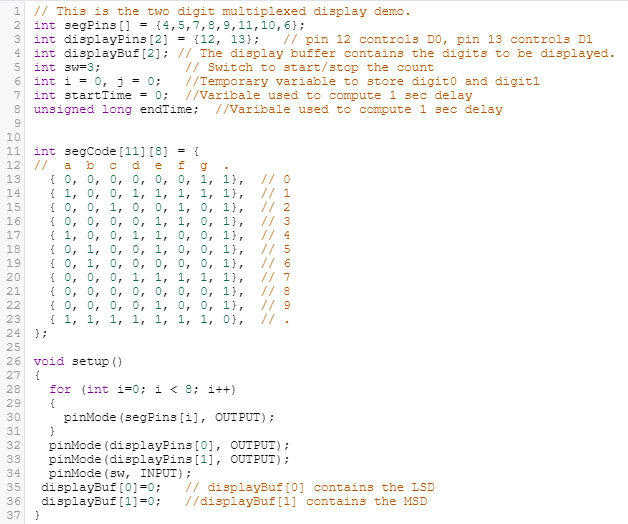 1 // This is the two digit multiplexed display demo.
2 int segPins[] = {4,5,7,8,9,11,10,6};
3 int displayPins[2] = {12, 13};   // pin 12 controls D0, pin 13 controls D1
4 int displayBuf[2]; // The display buffer contains the digits to be displayed.
5 int sw=3;           // Switch to start/stop the count
6 int i = 0, j = 0;   //Temporary variable to store digit0 and digit1
7 int startTime = 0;  //Varibale used to compute 1 sec delay
8 unsigned long endTime;  //Varibale used to compute 1 sec delay
9
10
11 int segCode[11][8] = {
12 //  a  b  c  d  e  f  g  .
13   { 0, 0, 0, 0, 0, 0, 1, 1},  // 0
14   { 1, 0, 0, 1, 1, 1, 1, 1},  // 1
15   { 0, 0, 1, 0, 0, 1, 0, 1},  // 2
16   { 0, 0, 0, 0, 1, 1, 0, 1},  // 3
17   { 1, 0, 0, 1, 1, 0, 0, 1},  // 4
18   { 0, 1, 0, 0, 1, 0, 0, 1},  // 5
19   { 0, 1, 0, 0, 0, 0, 0, 1},  // 6
20   { 0, 0, 0, 1, 1, 1, 1, 1},  // 7
21   { 0, 0, 0, 0, 0, 0, 0, 1},  // 8
22   { 0, 0, 0, 0, 1, 0, 0, 1},  // 9
23   { 1, 1, 1, 1, 1, 1, 1, 0},  // .
24 };
25
26 void setup()
27 {
28   for (int i=0; i < 8; i++)
29   {
30     pinMode(segPins[i], OUTPUT);
31   }
32   pinMode(displayPins[0], OUTPUT);
33   pinMode(displayPins[1], OUTPUT);
34   pinMode(sw, INPUT);
35  displayBuf[0]=0;   // displayBuf[0] contains the LSD
36  displayBuf[1]=0;   //displayBuf[1] contains the MSD
37 }